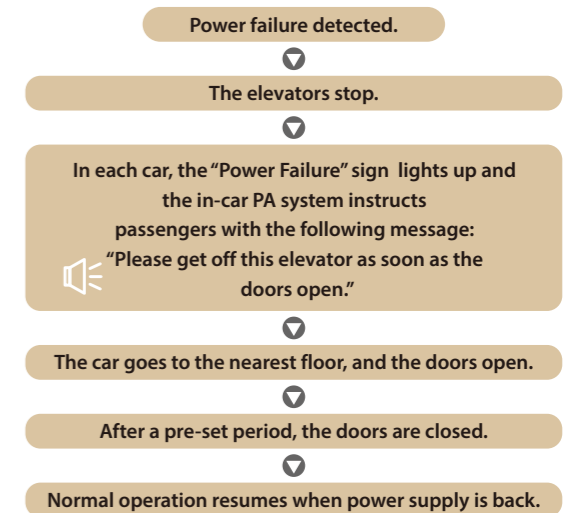 Power failure detected.
The elevators stop.
In each car, the “Power Failure” sign lights up and
the in-car PA system instructs
passengers with the following message:
“Please get off this elevator as soon as the
doors open.”
The car goes to the nearest floor, and the doors open.
After a pre-set period, the doors are closed.
Normal operation resumes when power supply is back.